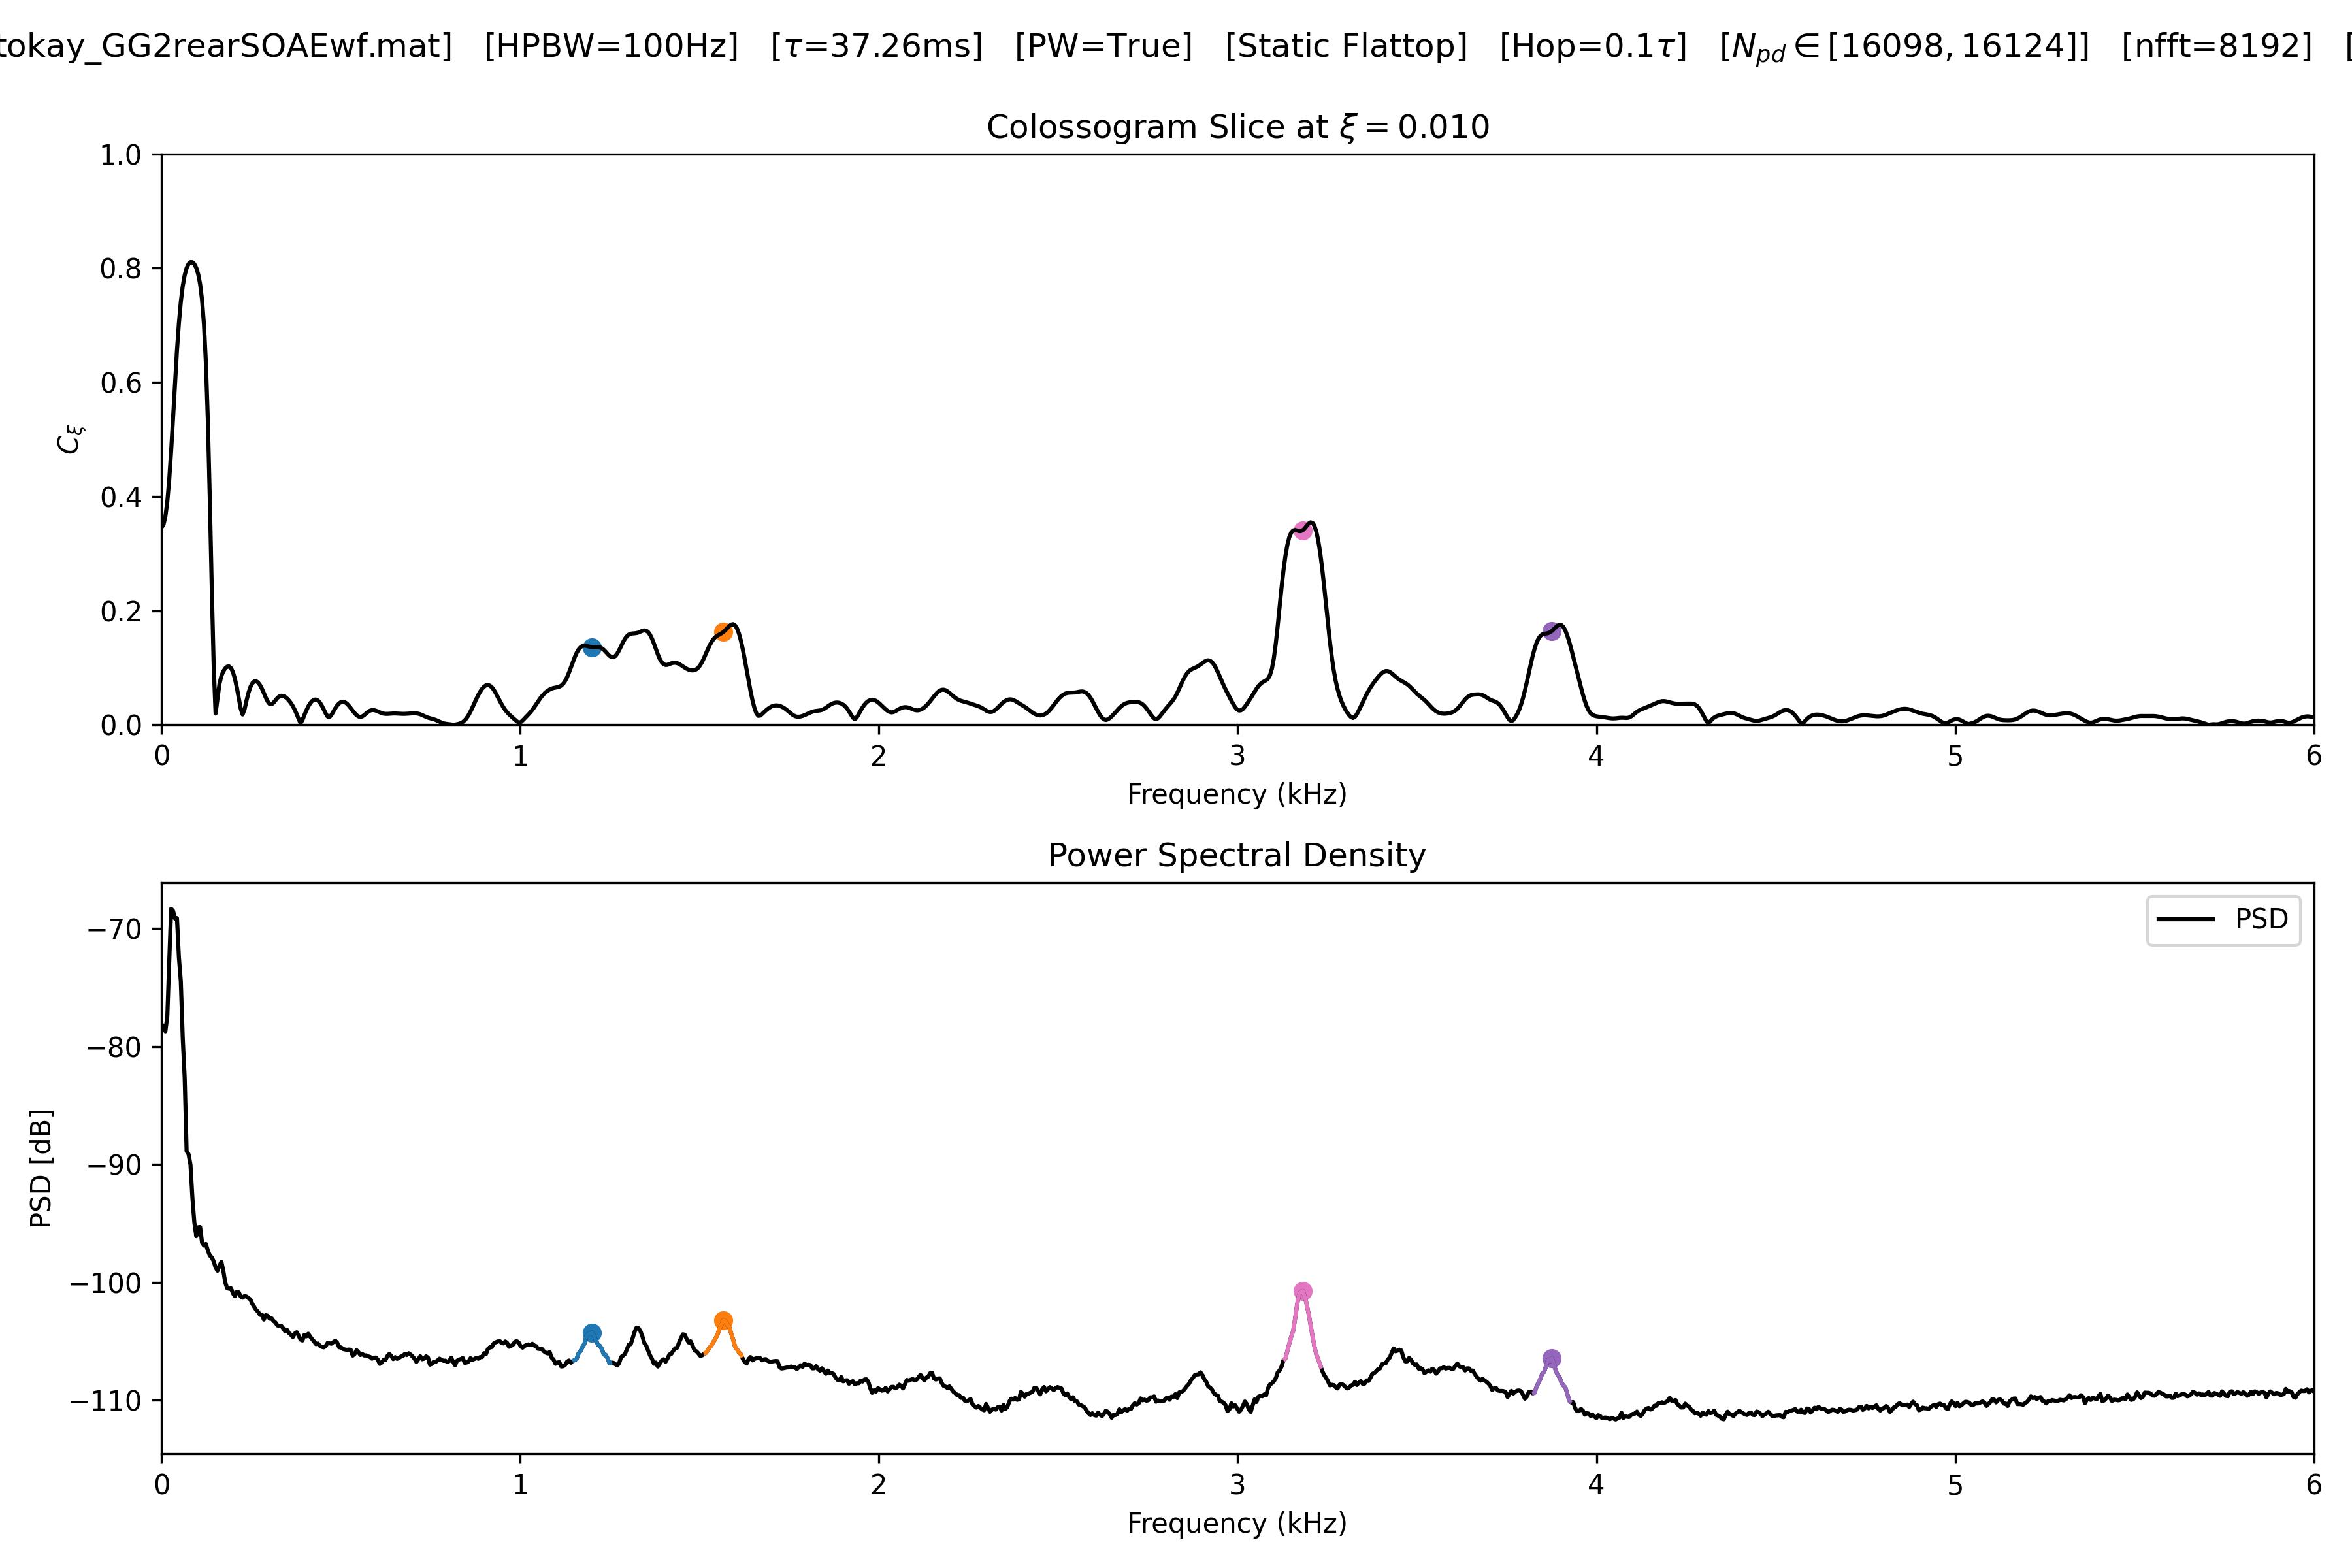 tokay_GG2rearSOAEwf.mat]   [HPBW=100Hz]   [τ=37.26ms]   [PW=True]   [Static Flattop]   [Hop=0.1τ]   [N_pd ∈ [16098, 16124]]   [nfft=8192]   [
Colossogram Slice at ξ = 0.010
1.0
0.8
0.6
0.4
0.2
0.0
C_ξ
0 1 2 3 4 5 6
Frequency (kHz)
Power Spectral Density
PSD
−70
−80
−90
−100
−110
PSD [dB]
0 1 2 3 4 5 6
Frequency (kHz)